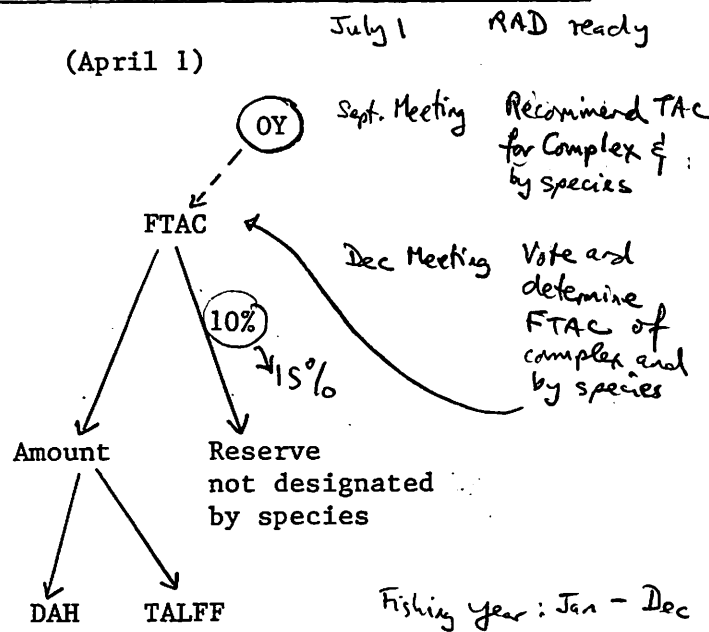 July 1 RAD ready
(April 1)
OY
Sept. Meeting Recommend TAC
for Complex &
by species
FTAC
Dec Meeting Vote and
determine
FTAC of
complex and
by species
10%
15%
Amount
Reserve
not designated
by species
DAH
TALFF
Fishing year : Jan - Dec